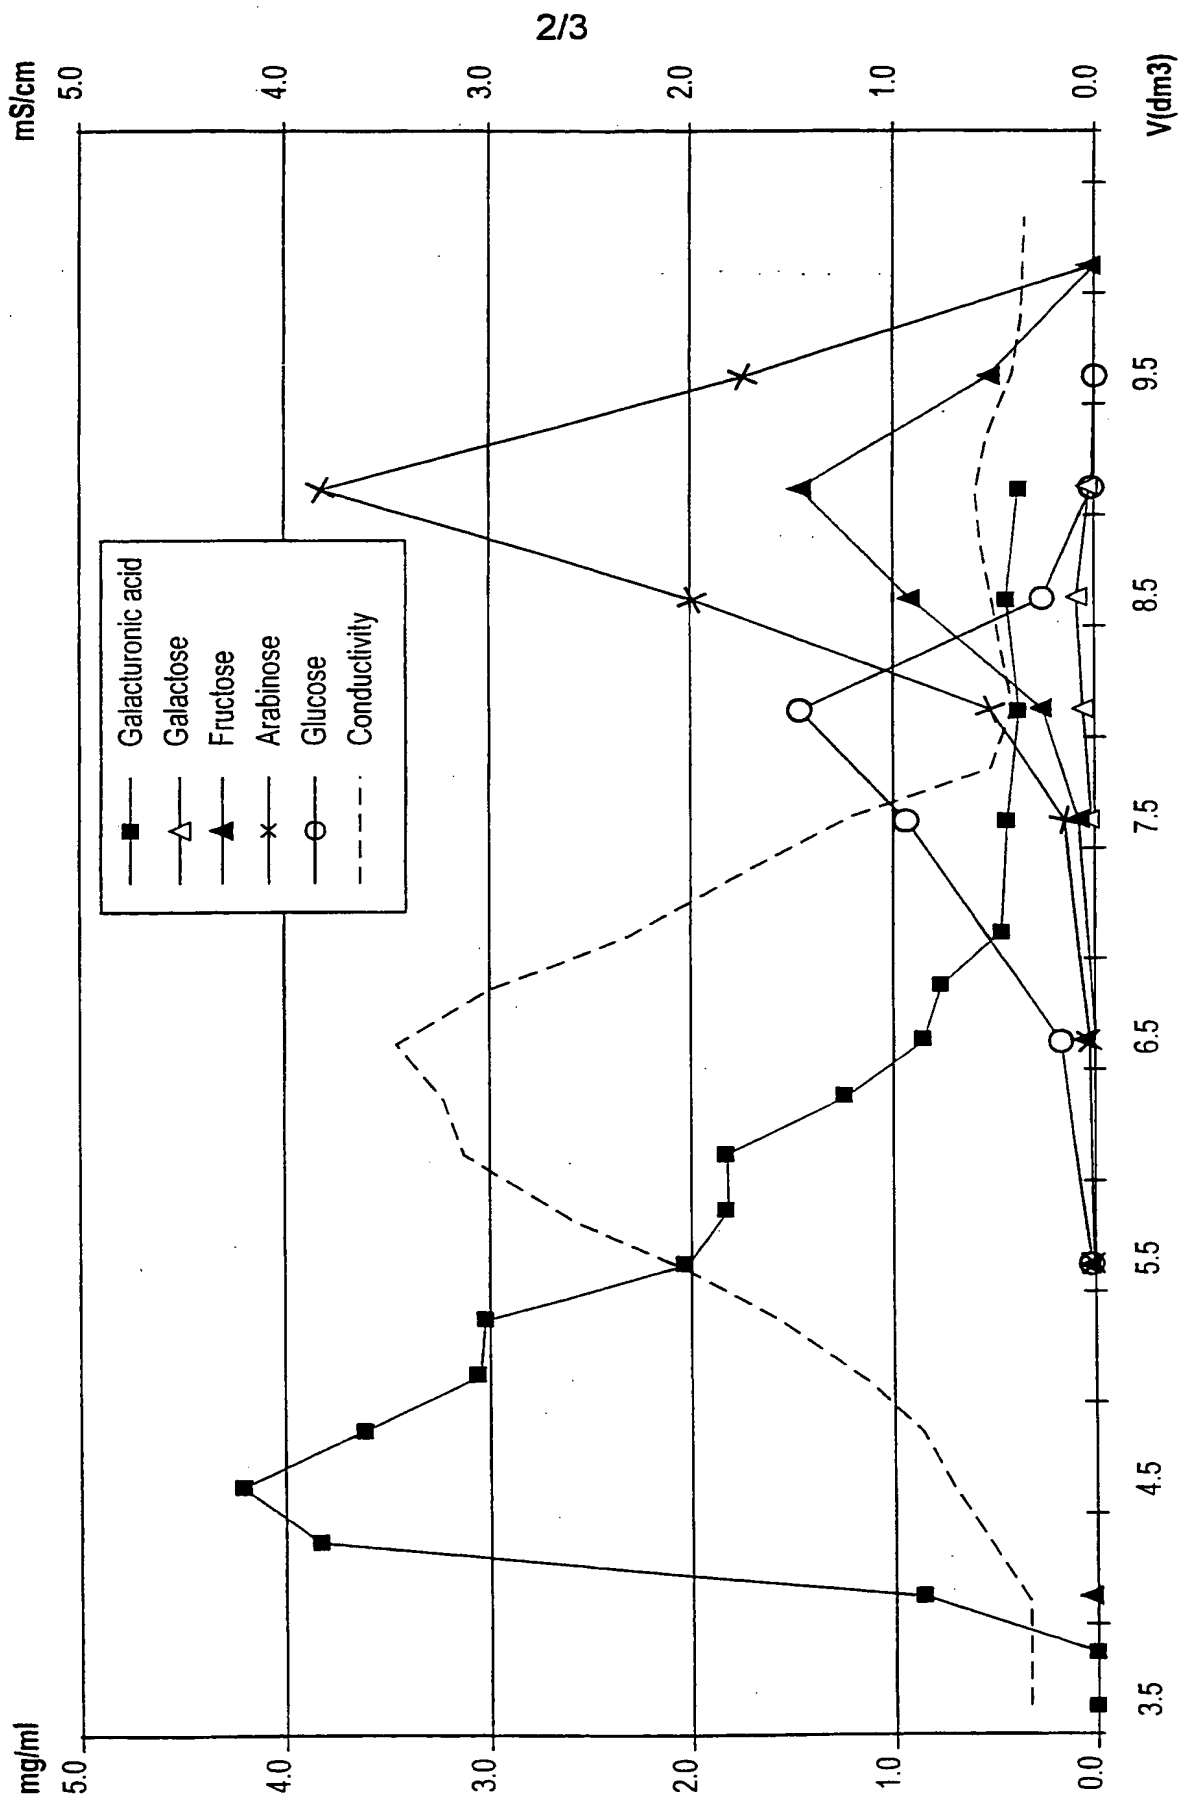 2/3
mg/ml
mS/cm
5.0
4.0
3.0
2.0
1.0
0.0
5.0
4.0
3.0
2.0
1.0
0.0
Galacturonic acid
Galactose
Fructose
Arabinose
Glucose
Conductivity
3.5
4.5
5.5
6.5
7.5
8.5
9.5
V(dm3)